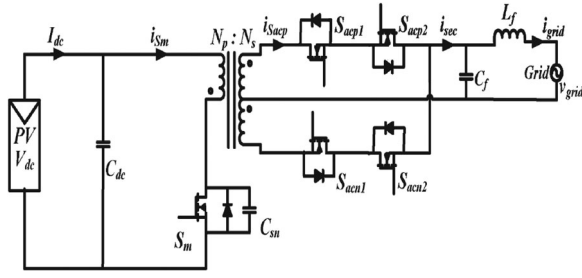 I_dc
i_Sm
N_p : N_s
i_Sacp
S_acp1
S_acp2
i_sec
L_f
i_grid
PV
V_dc
C_dc
C_f
Grid
v_grid
S_acn1
S_acn2
S_m
C_sn